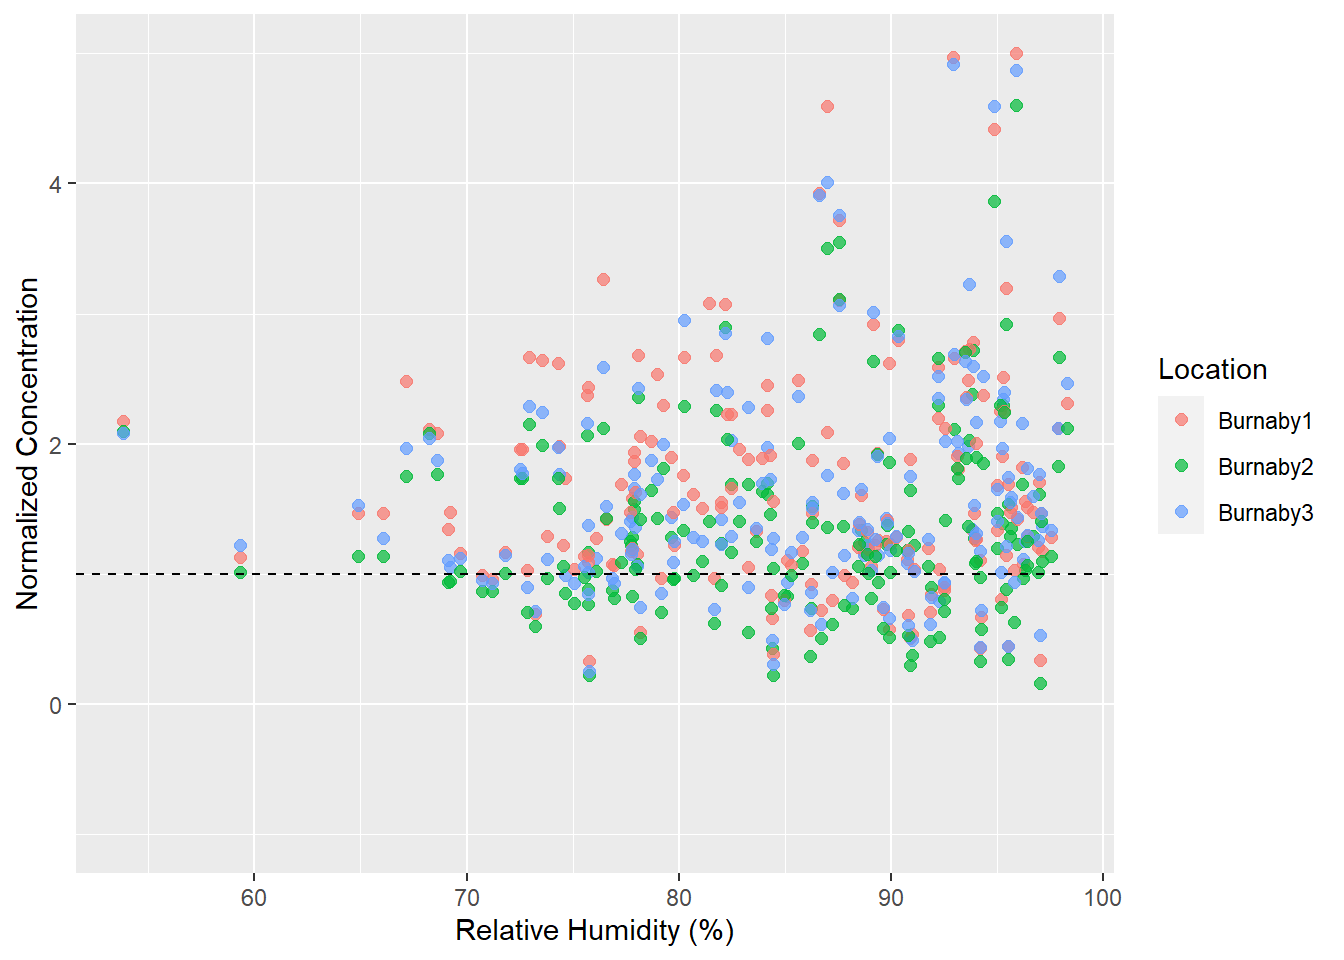 4
2
0
Normalized Concentration
60
70
80
90
100
Relative Humidity (%)
Location
Burnaby1
Burnaby2
Burnaby3